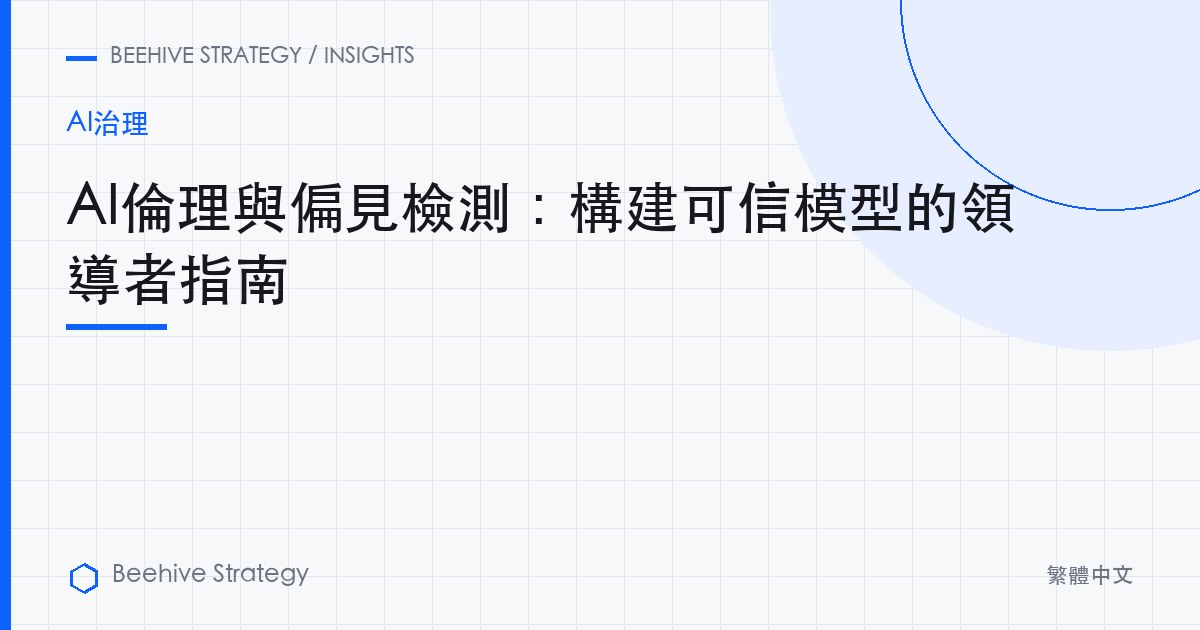 BEEHIVE STRATEGY / INSIGHTS
AI治理
AI倫理與偏見檢測：構建可信模型的領
導者指南
Beehive Strategy
繁體中文